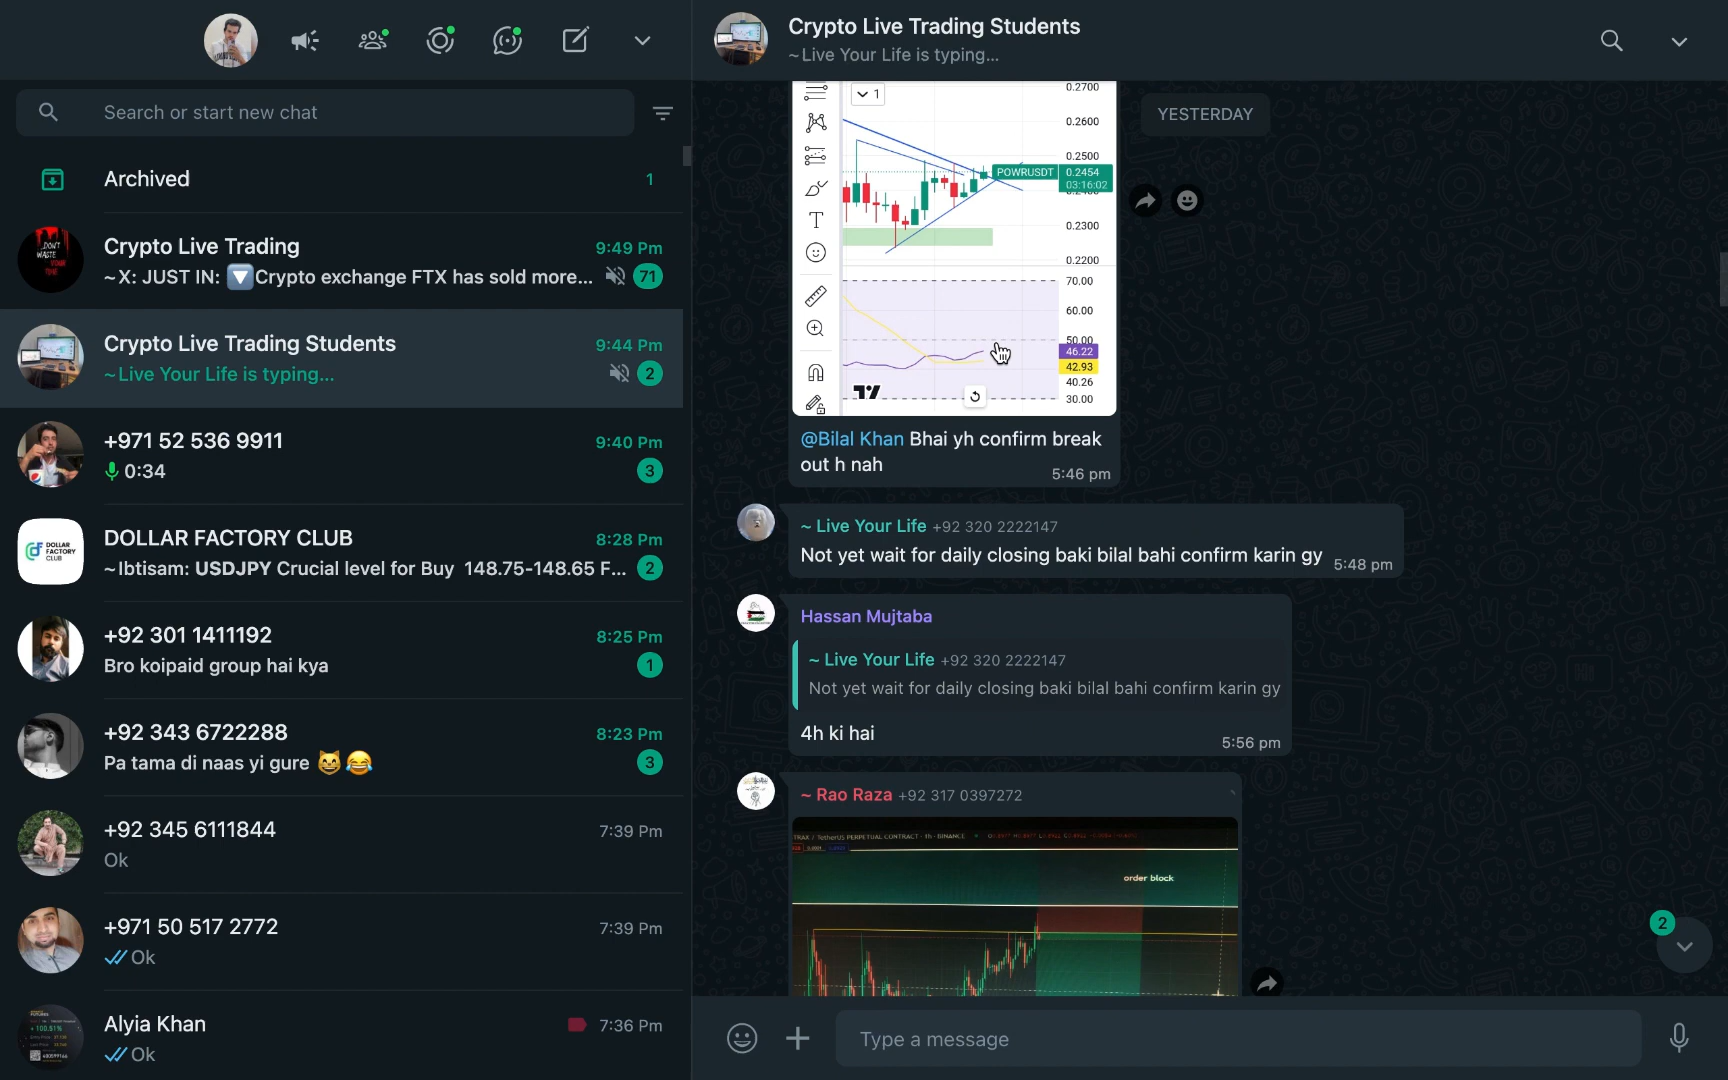 Search or start new chat
Archived
1
Crypto Live Trading
9:49 Pm
~X: JUST IN: 🔽Crypto exchange FTX has sold more...
71
Crypto Live Trading Students
9:44 Pm
~Live Your Life is typing...
2
+971 52 536 9911
9:40 Pm
0:34
3
DOLLAR FACTORY CLUB
8:28 Pm
DOLLAR
FACTORY
CLUB
~Ibtisam: USDJPY Crucial level for Buy 148.75-148.65 F...
2
+92 301 1411192
8:25 Pm
Bro koipaid group hai kya
1
+92 343 6722288
8:23 Pm
Pa tama di naas yi gure 😸😂
3
+92 345 6111844
7:39 Pm
Ok
+971 50 517 2772
7:39 Pm
Ok
Alyia Khan
7:36 Pm
Ok
Crypto Live Trading Students
~Live Your Life is typing...
YESTERDAY
1
0.2700
0.2600
0.2500
POWRUSDT
0.2454
03:16:02
0.2300
0.2200
70.00
60.00
50.00
46.22
42.93
40.26
30.00
@Bilal Khan Bhai yh confirm break
out h nah
5:46 pm
~ Live Your Life +92 320 2222147
Not yet wait for daily closing baki bilal bahi confirm karin gy
5:48 pm
Hassan Mujtaba
~ Live Your Life +92 320 2222147
Not yet wait for daily closing baki bilal bahi confirm karin gy
4h ki hai
5:56 pm
~ Rao Raza +92 317 0397272
order block
2
Type a message